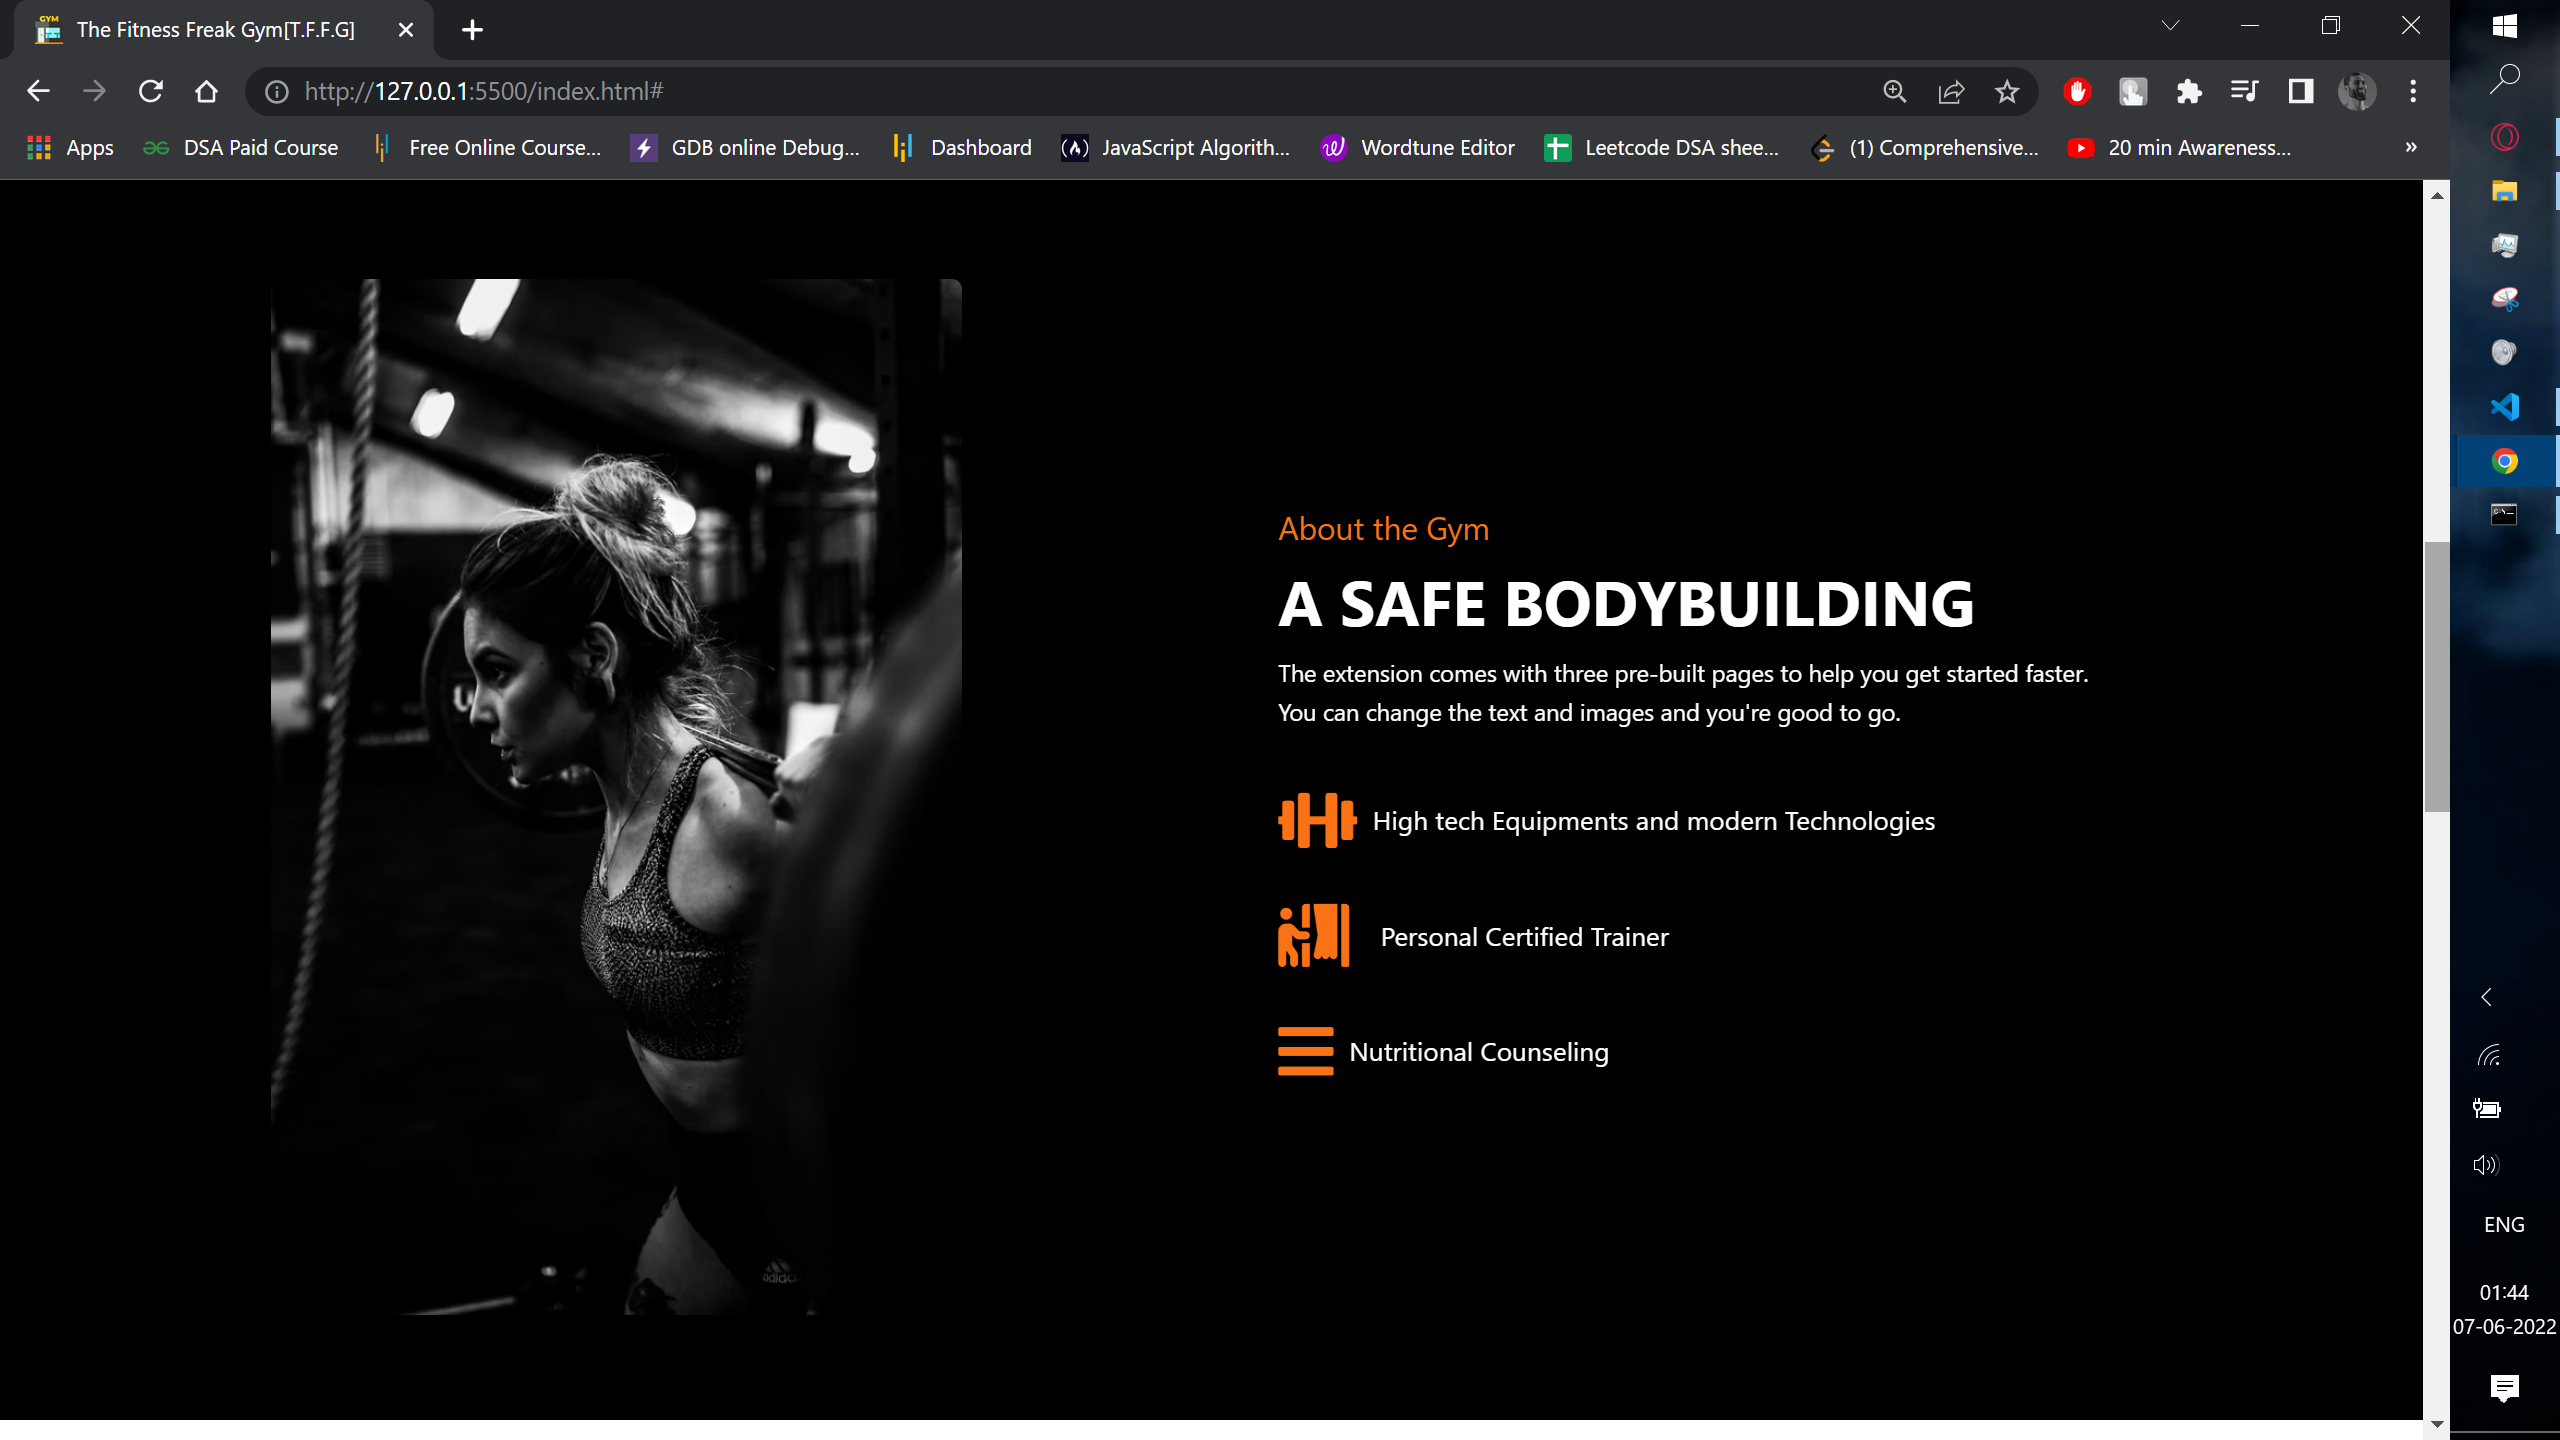 The Fitness Freak Gym[T.F.F.G]
http://127.0.0.1:5500/index.html#
Apps
DSA Paid Course
Free Online Course...
GDB online Debug...
Dashboard
JavaScript Algorith...
Wordtune Editor
Leetcode DSA shee...
(1) Comprehensive...
20 min Awareness...
»
About the Gym
A SAFE BODYBUILDING
The extension comes with three pre-built pages to help you get started faster.
You can change the text and images and you're good to go.
High tech Equipments and modern Technologies
Personal Certified Trainer
Nutritional Counseling
adidas
ENG
01:44
07-06-2022